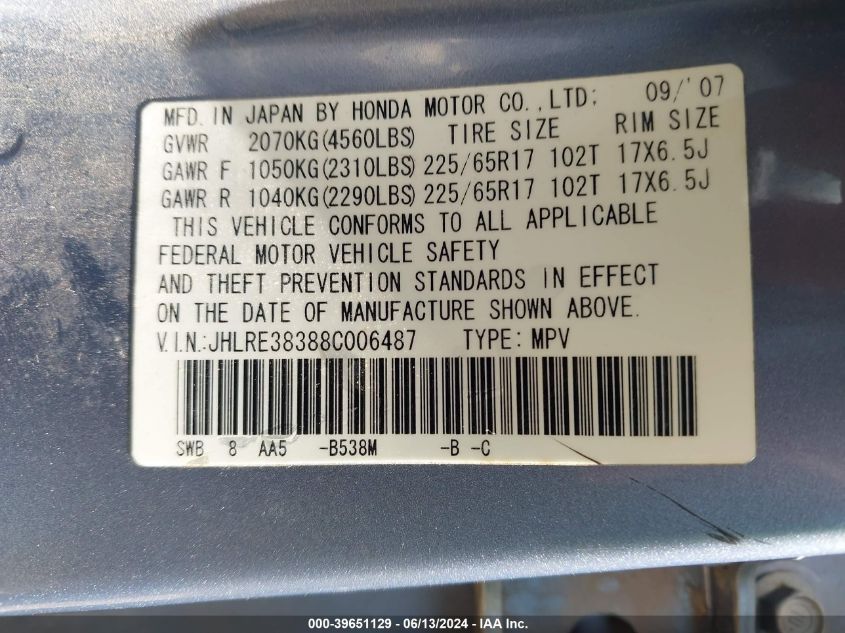 MFD. IN JAPAN BY HONDA MOTOR CO.,LTD: 09/'07
GVWR 2070KG(4560LBS) TIRE SIZE RIM SIZE
GAWR F 1050KG(2310LBS) 225/65R17 102T 17X6.5J
GAWR R 1040KG(2290LBS) 225/65R17 102T 17X6.5J
THIS VEHICLE CONFORMS TO ALL APPLICABLE
FEDERAL MOTOR VEHICLE SAFETY
AND THEFT PREVENTION STANDARDS IN EFFECT
ON THE DATE OF MANUFACTURE SHOWN ABOVE.
V.I.N.:JHLRE38388C006487 TYPE: MPV
SWB 8 AA5 -B538M -B -C
000-39651129 - 06/13/2024 - IAA Inc.